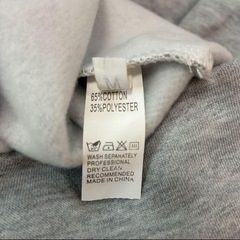 M
65%COTTON
35%POLYESTER
WASH SEPARATELY
PROFESSIONAL
DRY CLEAN
RECOMMENDED
MADE IN CHINA